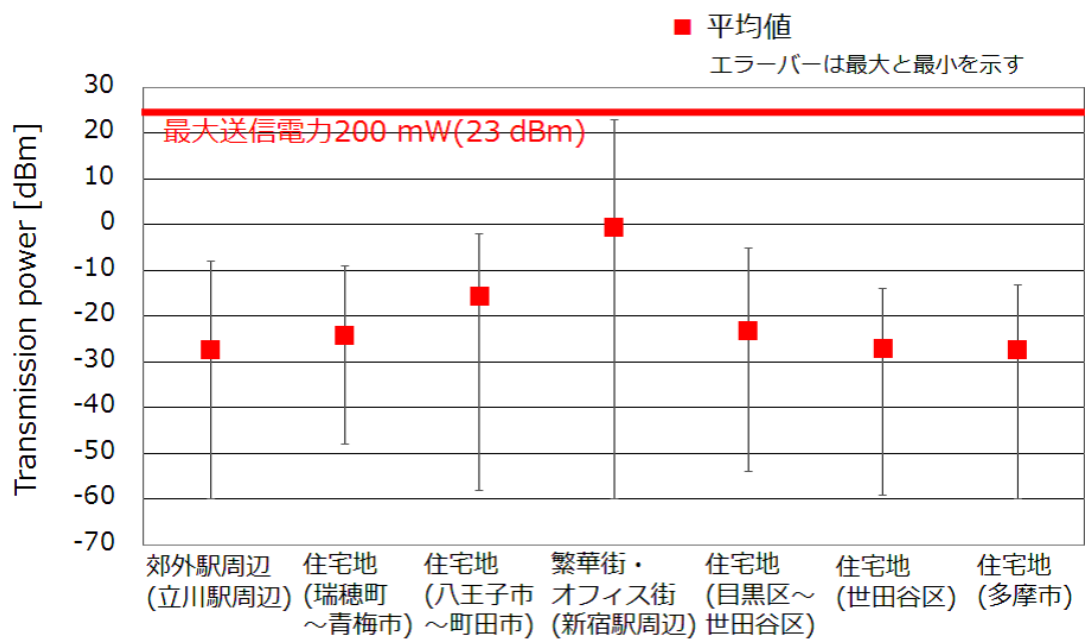 平均値
エラーバーは最大と最小を示す
30
最大送信電力200 mW(23 dBm)
20
10
0
-10
-20
-30
-40
-50
-60
-70
Transmission power [dBm]
郊外駅周辺
(立川駅周辺)
住宅地
(瑞穂町
～青梅市)
住宅地
(八王子市
～町田市)
繁華街・
オフィス街
(新宿駅周辺)
住宅地
(目黒区～
世田谷区)
住宅地
(世田谷区)
住宅地
(多摩市)